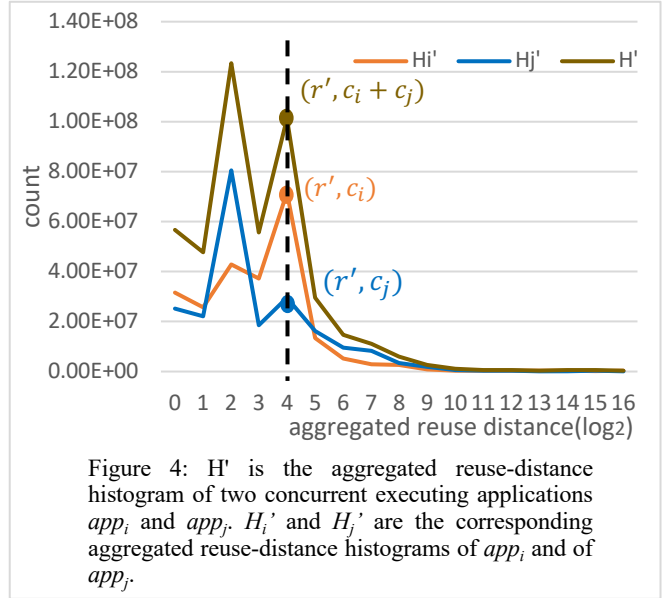 1.40E+08
Hi' Hj' H'
1.20E+08
(r′, cᵢ + cⱼ)
1.00E+08
8.00E+07
(r′, cᵢ)
6.00E+07
count
4.00E+07
(r′, cⱼ)
2.00E+07
0.00E+00
0 1 2 3 4 5 6 7 8 9 10 11 12 13 14 15 16
aggregated reuse distance(log2)
Figure 4: H' is the aggregated reuse-distance
histogram of two concurrent executing applications
appᵢ and appⱼ. Hᵢ’ and Hⱼ’ are the corresponding
aggregated reuse-distance histograms of appᵢ and of
appⱼ.